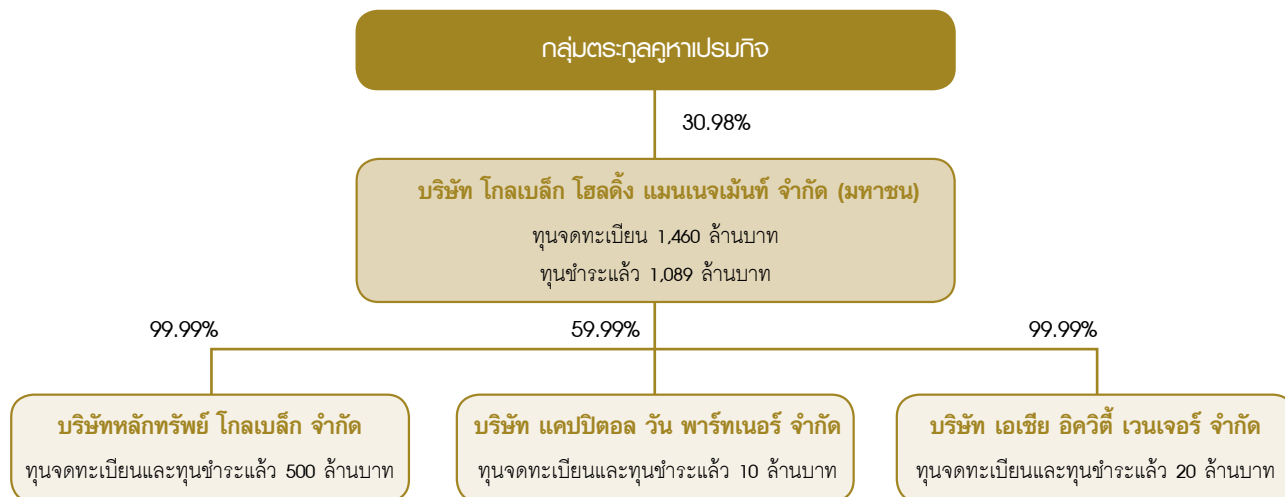 กลุ่มตระกูลคูหาเปรมกิจ
30.98%
บริษัท โกลเบล็ก โฮลดิ้ง แมนเนจเม้นท์ จำกัด (มหาชน)
ทุนจดทะเบียน 1,460 ล้านบาท
ทุนชำระแล้ว 1,089 ล้านบาท
99.99%
59.99%
99.99%
บริษัทหลักทรัพย์ โกลเบล็ก จำกัด
ทุนจดทะเบียนและทุนชำระแล้ว 500 ล้านบาท
บริษัท แคปปิตอล วัน พาร์ทเนอร์ จำกัด
ทุนจดทะเบียนและทุนชำระแล้ว 10 ล้านบาท
บริษัท เอเชีย อิควิตี้ เวนเจอร์ จำกัด
ทุนจดทะเบียนและทุนชำระแล้ว 20 ล้านบาท